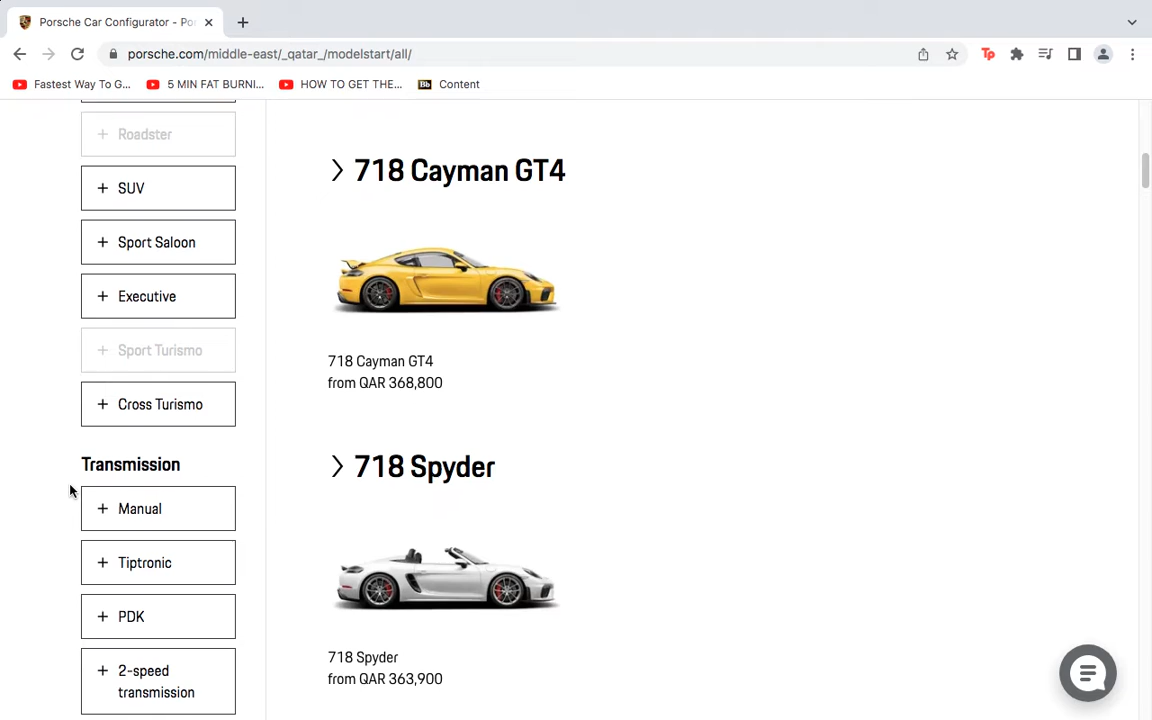 Porsche Car Configurator - Po
porsche.com/middle-east/_qatar_/modelstart/all/
Tp
Fastest Way To G...
5 MIN FAT BURNI...
HOW TO GET THE...
Bb
Content
+ Roadster
+ SUV
+ Sport Saloon
+ Executive
+ Sport Turismo
+ Cross Turismo
Transmission
+ Manual
+ Tiptronic
+ PDK
+ 2-speed
transmission
718 Cayman GT4
718 Cayman GT4
from QAR 368,800
718 Spyder
718 Spyder
from QAR 363,900